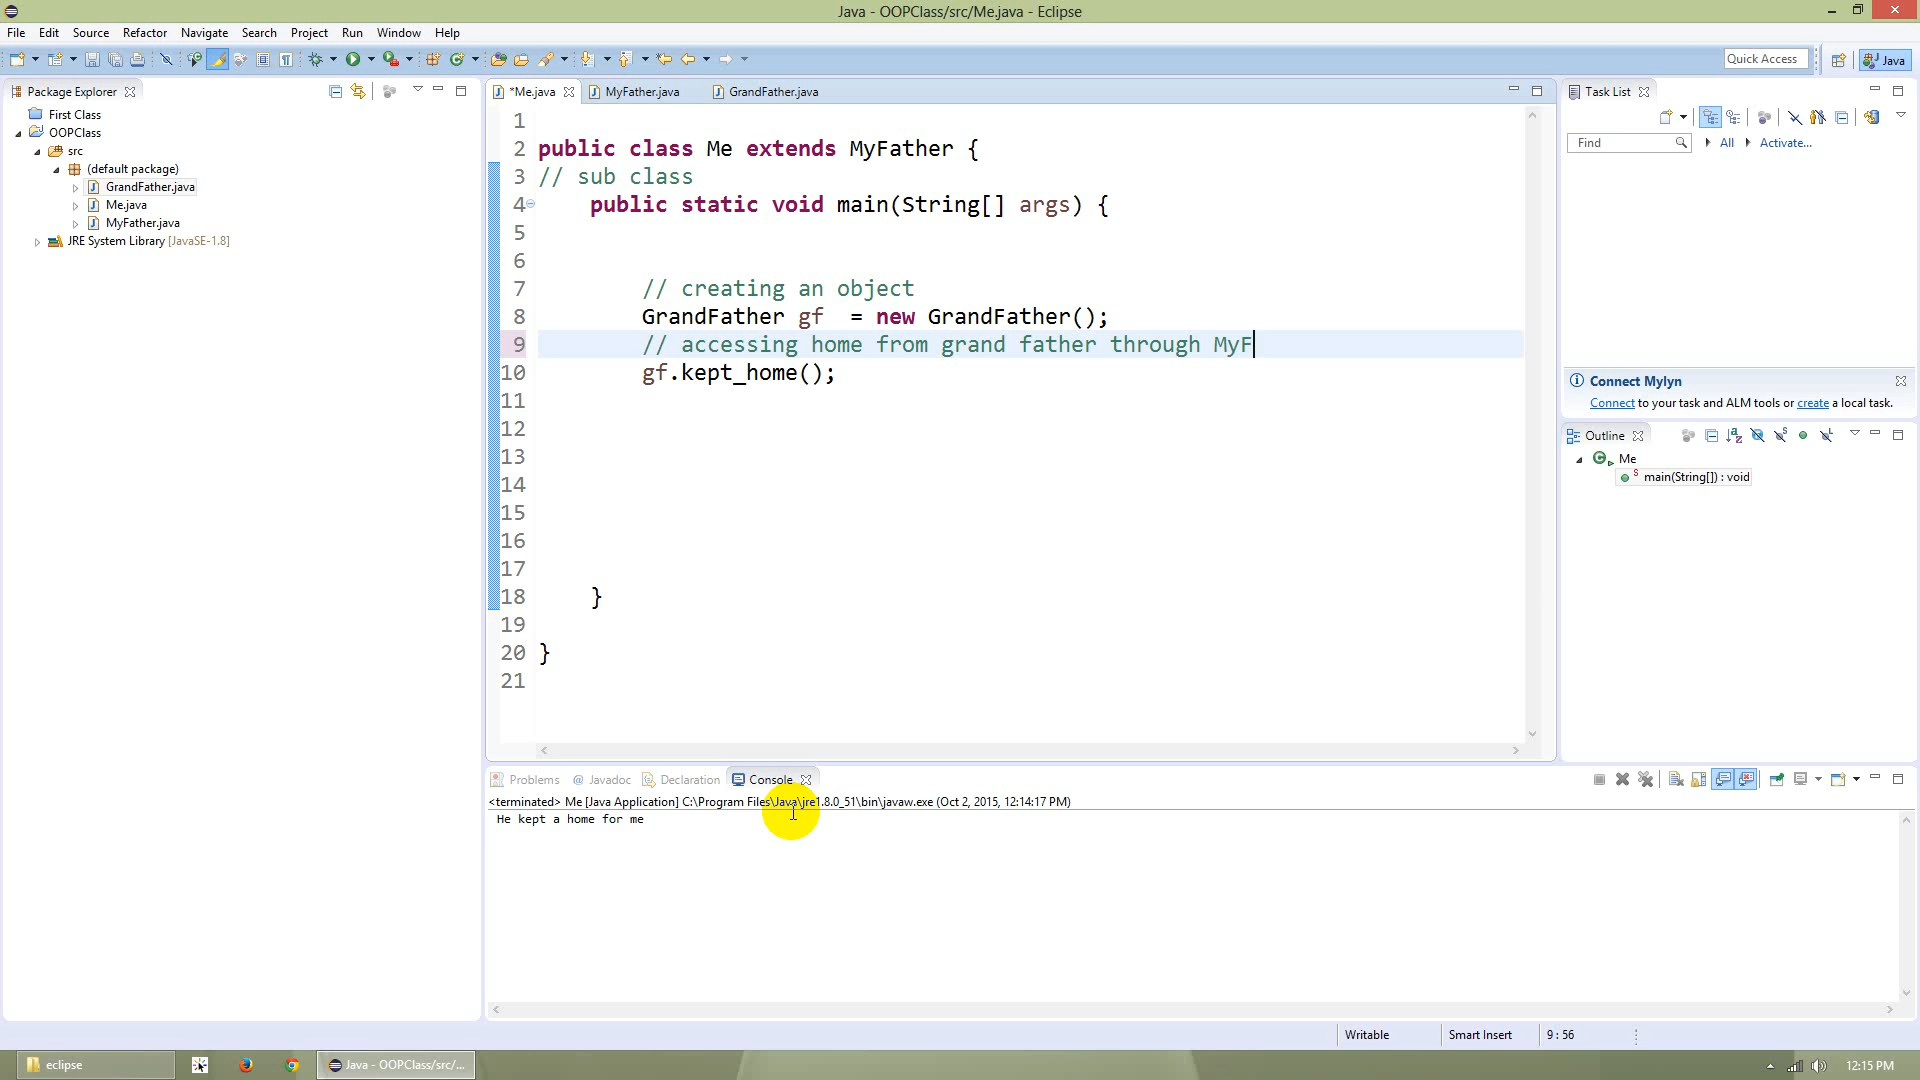 Java - OOPClass/src/Me.java - Eclipse
File Edit Source Refactor Navigate Search Project Run Window Help
Quick Access
Java
Package Explorer
First Class
OOPClass
src
(default package)
GrandFather.java
Me.java
MyFather.java
JRE System Library [JavaSE-1.8]
*Me.java MyFather.java GrandFather.java
1
2 public class Me extends MyFather {
3 // sub class
4 public static void main(String[] args) {
5
6
7 // creating an object
8 GrandFather gf = new GrandFather();
9 // accessing home from grand father through MyF
10 gf.kept_home();
11
12
13
14
15
16
17
18 }
19
20 }
21
Task List
Find All Activate...
Connect Mylyn
Connect to your task and ALM tools or create a local task.
Outline
Me
main(String[]) : void
Problems @ Javadoc Declaration Console
<terminated> Me [Java Application] C:\Program Files\Java\jre1.8.0_51\bin\javaw.exe (Oct 2, 2015, 12:14:17 PM)
He kept a home for me
Writable Smart Insert 9 : 56
eclipse Java - OOPClass/src/... 12:15 PM